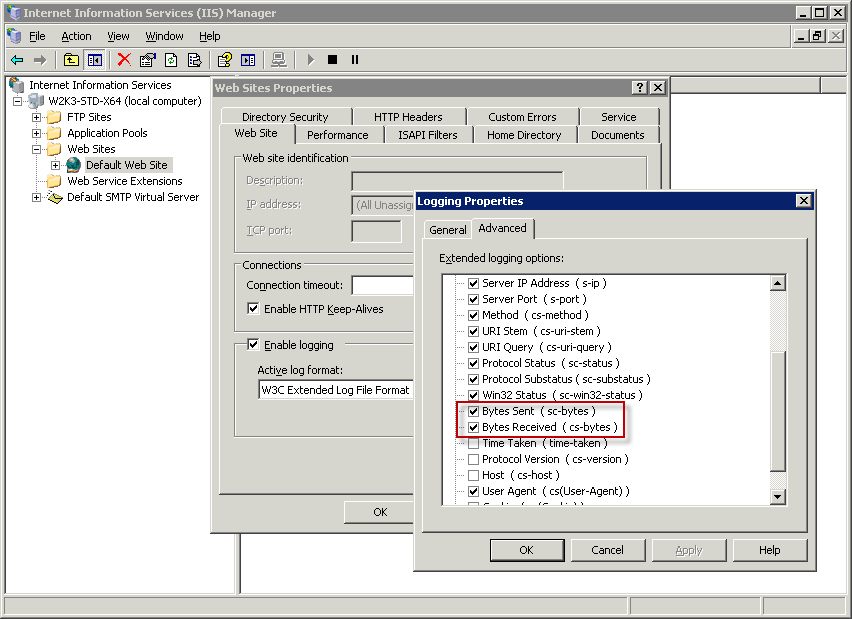 Internet Information Services (IIS) Manager
File Action View Window Help
Internet Information Services
W2K3-STD-X64 (local computer)
FTP Sites
Application Pools
Web Sites
Default Web Site
Web Service Extensions
Default SMTP Virtual Server
Web Sites Properties
Directory Security HTTP Headers Custom Errors Service
Web Site Performance ISAPI Filters Home Directory Documents
Web site identification
Description:
IP address: (All Unassig
TCP port:
Connections
Connection timeout:
Enable HTTP Keep-Alives
Enable logging
Active log format:
W3C Extended Log File Format
OK
Logging Properties
General Advanced
Extended logging options:
Server IP Address ( s-ip )
Server Port ( s-port )
Method ( cs-method )
URI Stem ( cs-uri-stem )
URI Query ( cs-uri-query )
Protocol Status ( sc-status )
Protocol Substatus ( sc-substatus )
Win32 Status ( sc-win32-status )
Bytes Sent ( sc-bytes )
Bytes Received ( cs-bytes )
Time Taken ( time-taken )
Protocol Version ( cs-version )
Host ( cs-host )
User Agent ( cs(User-Agent) )
OK Cancel Apply Help